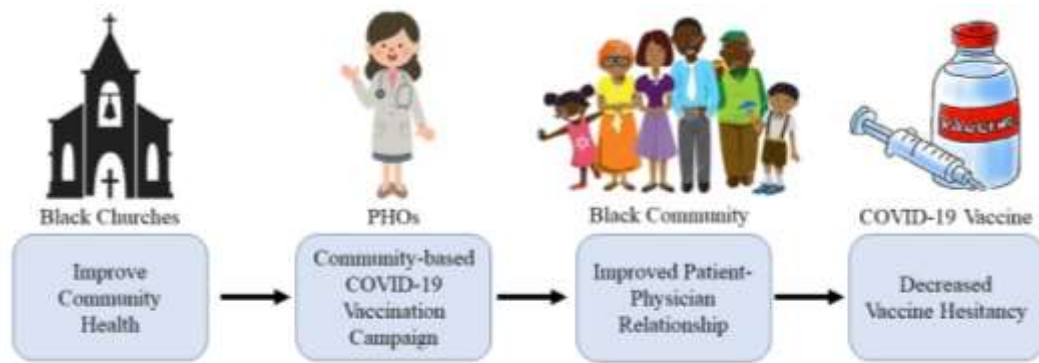 VACCINE
Black Churches
PHOs
Black Community
COVID-19 Vaccine
Improve
Community
Health
Community-based
COVID-19
Vaccination
Campaign
Improved Patient-
Physician
Relationship
Decreased
Vaccine Hesitancy